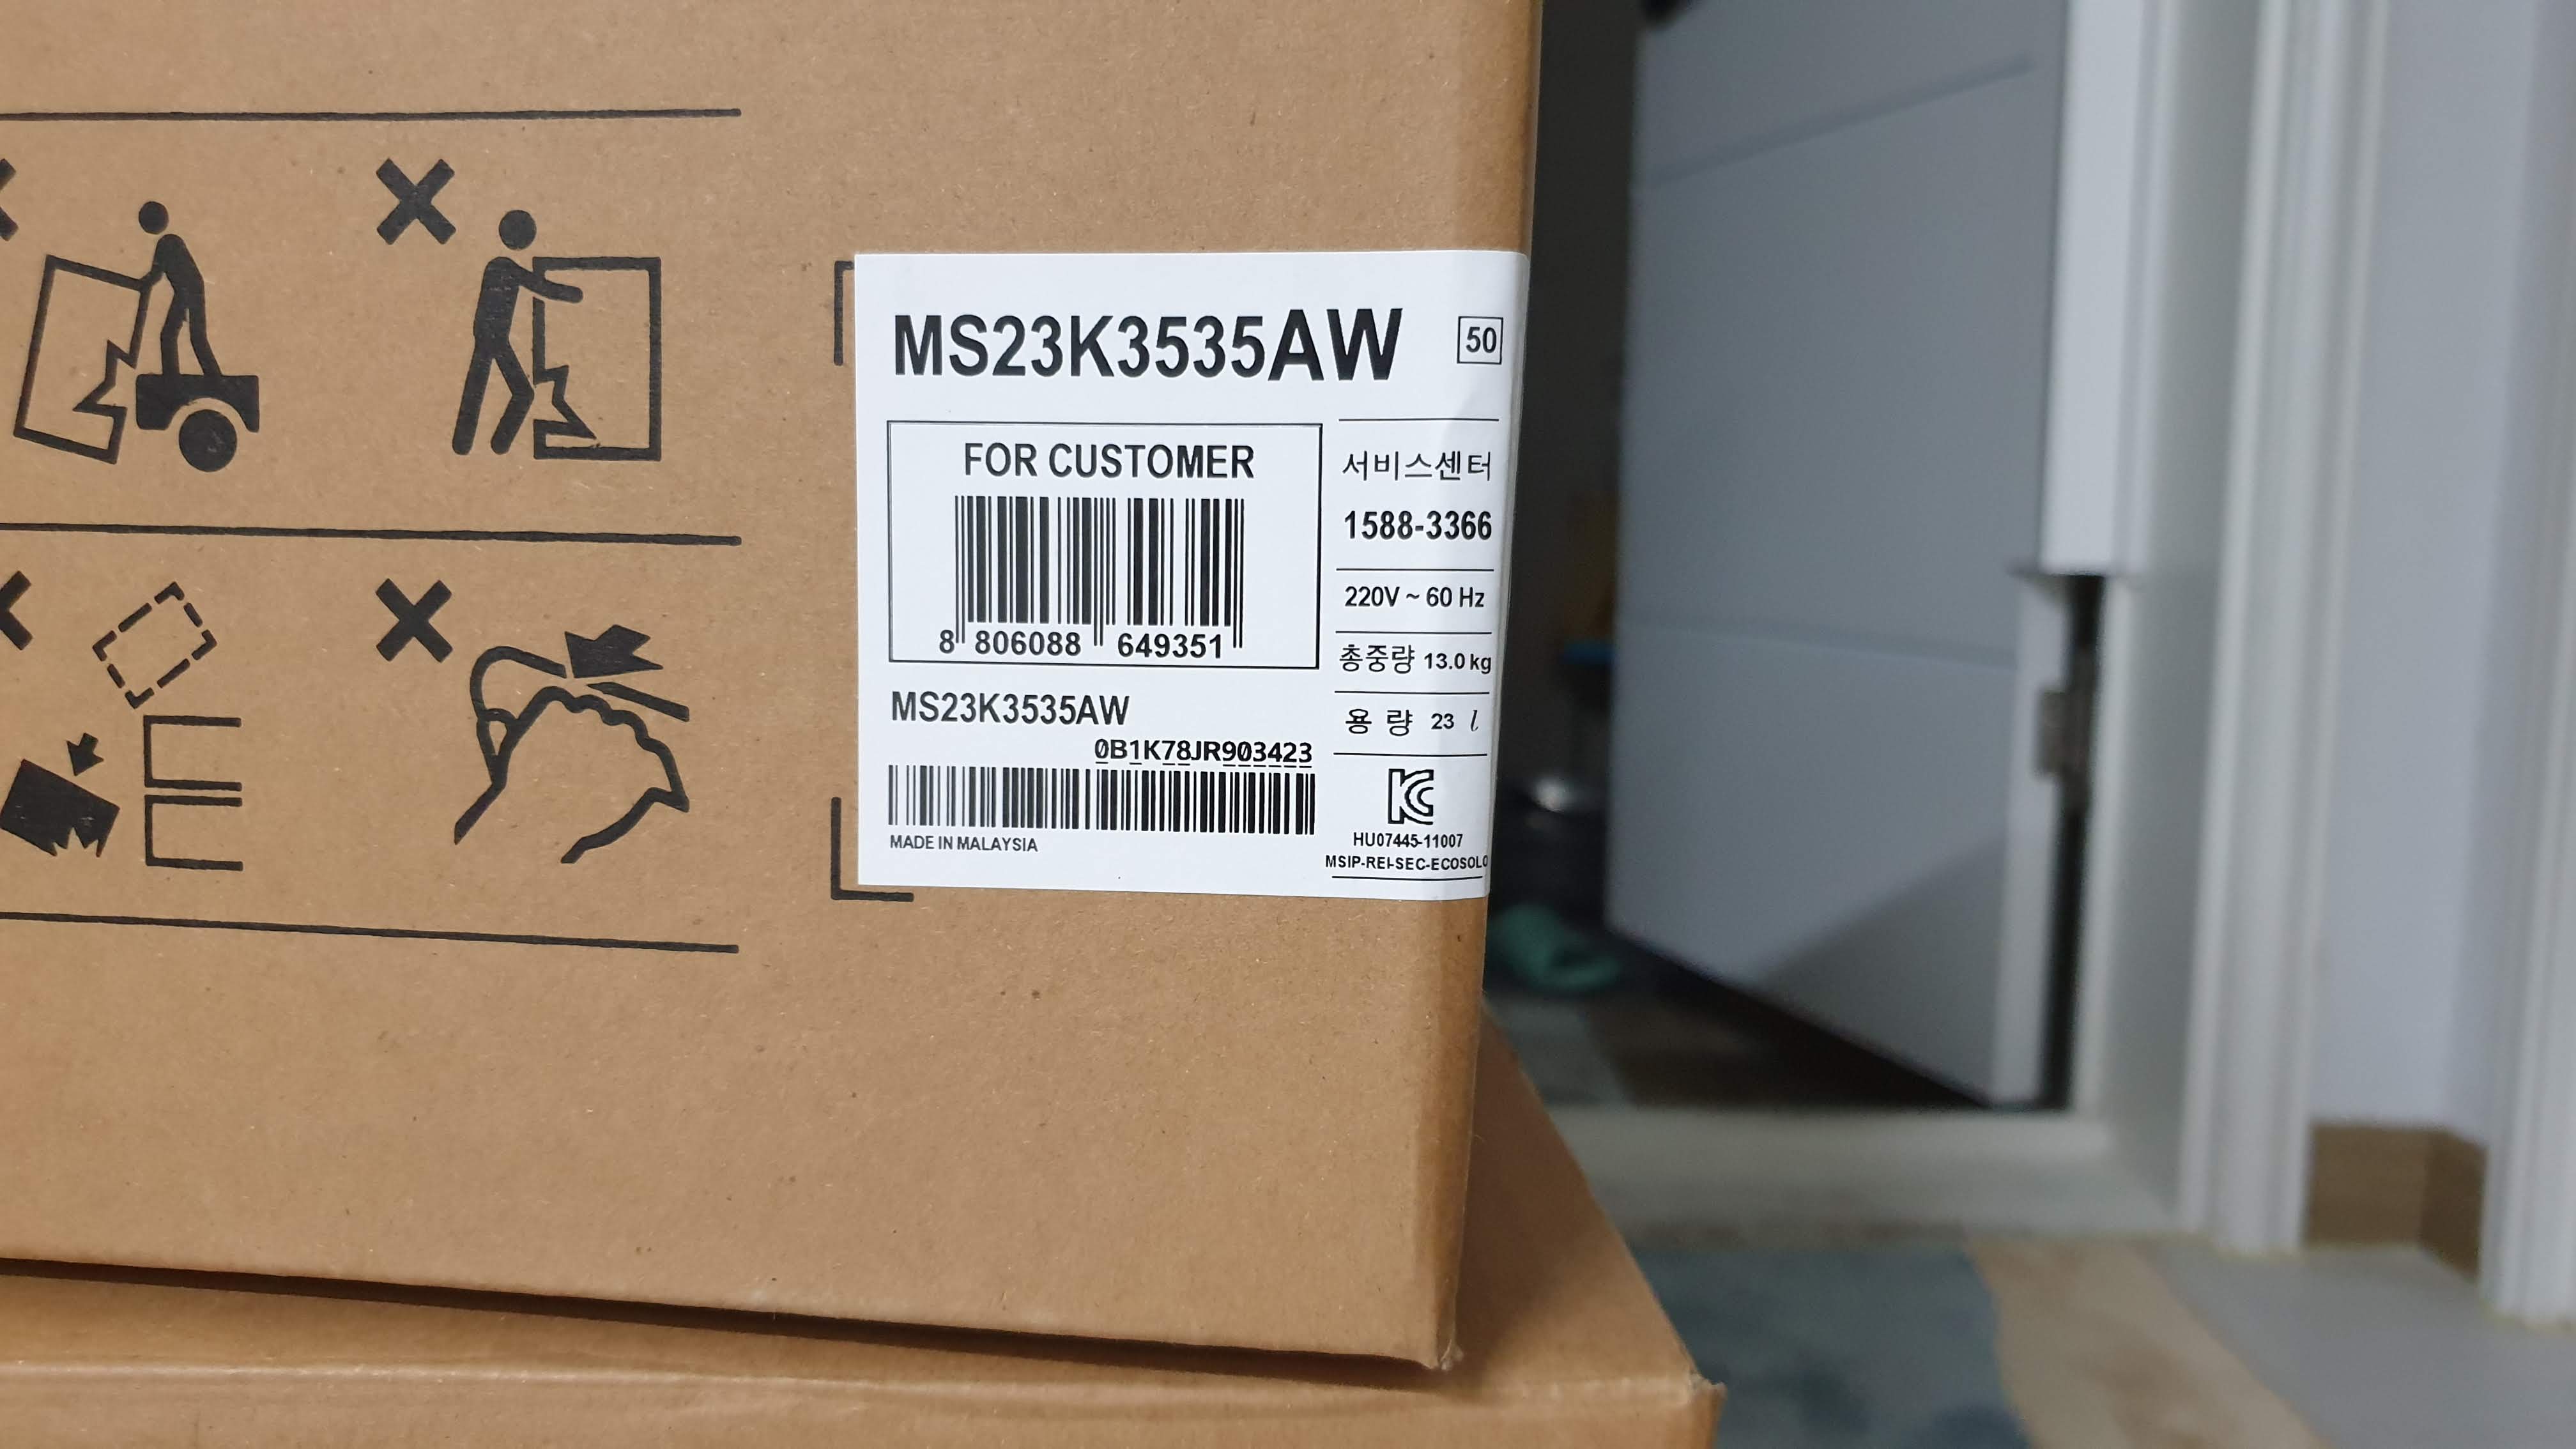 MS23K3535AW
50
FOR CUSTOMER
8 806088 649351
MS23K3535AW
0B1K78JR903423
MADE IN MALAYSIA
서비스센터
1588-3366
220V ~ 60 Hz
총중량 13.0 kg
용 량 23 ℓ
KC
HU07445-11007
MSIP-REI-SEC-ECOSOLO